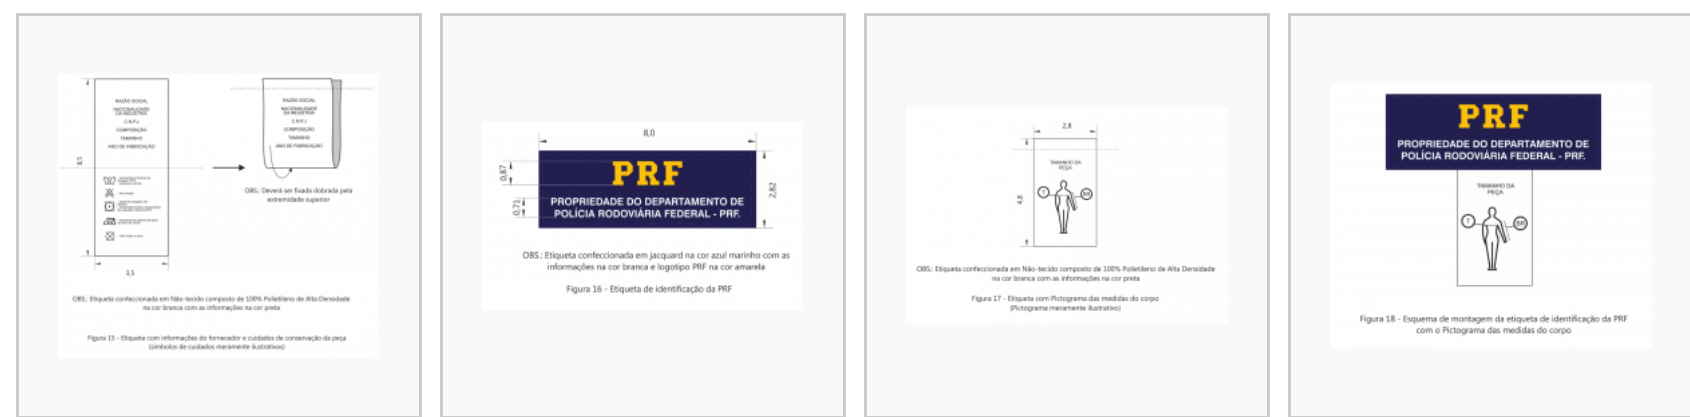 RAZÃO SOCIAL
NACIONALIDADE
DA INDÚSTRIA
C.N.P.J
COMPOSIÇÃO
TAMANHO
ANO DE FABRICAÇÃO
8,5
3,5
RAZÃO SOCIAL
NACIONALIDADE
DA INDÚSTRIA
C.N.P.J
COMPOSIÇÃO
TAMANHO
ANO DE FABRICAÇÃO
OBS.: Deverá ser fixada dobrada pela
extremidade superior
OBS.: Etiqueta confeccionada em Não-tecido composto de 100% Polietileno de Alta Densidade
na cor branca com as informações na cor preta
Figura 15 - Etiqueta com informações do fornecedor e cuidados de conservação da peça
(símbolos de cuidados meramente ilustrativos)
8,0
0,87
0,71
2,82
PRF
PROPRIEDADE DO DEPARTAMENTO DE
POLÍCIA RODOVIÁRIA FEDERAL - PRF.
OBS.: Etiqueta confeccionada em jacquard na cor azul marinho com as
informações na cor branca e logotipo PRF na cor amarela
Figura 16 - Etiqueta de identificação da PRF
2,8
4,8
TAMANHO DA
PEÇA
T
BR
OBS.: Etiqueta confeccionada em Não-tecido composto de 100% Polietileno de Alta Densidade
na cor branca com as informações na cor preta
Figura 17 - Etiqueta com Pictograma das medidas do corpo
(Pictograma meramente ilustrativo)
PRF
PROPRIEDADE DO DEPARTAMENTO DE
POLÍCIA RODOVIÁRIA FEDERAL - PRF.
TAMANHO DA
PEÇA
T
BR
Figura 18 - Esquema de montagem da etiqueta de identificação da PRF
com o Pictograma das medidas do corpo